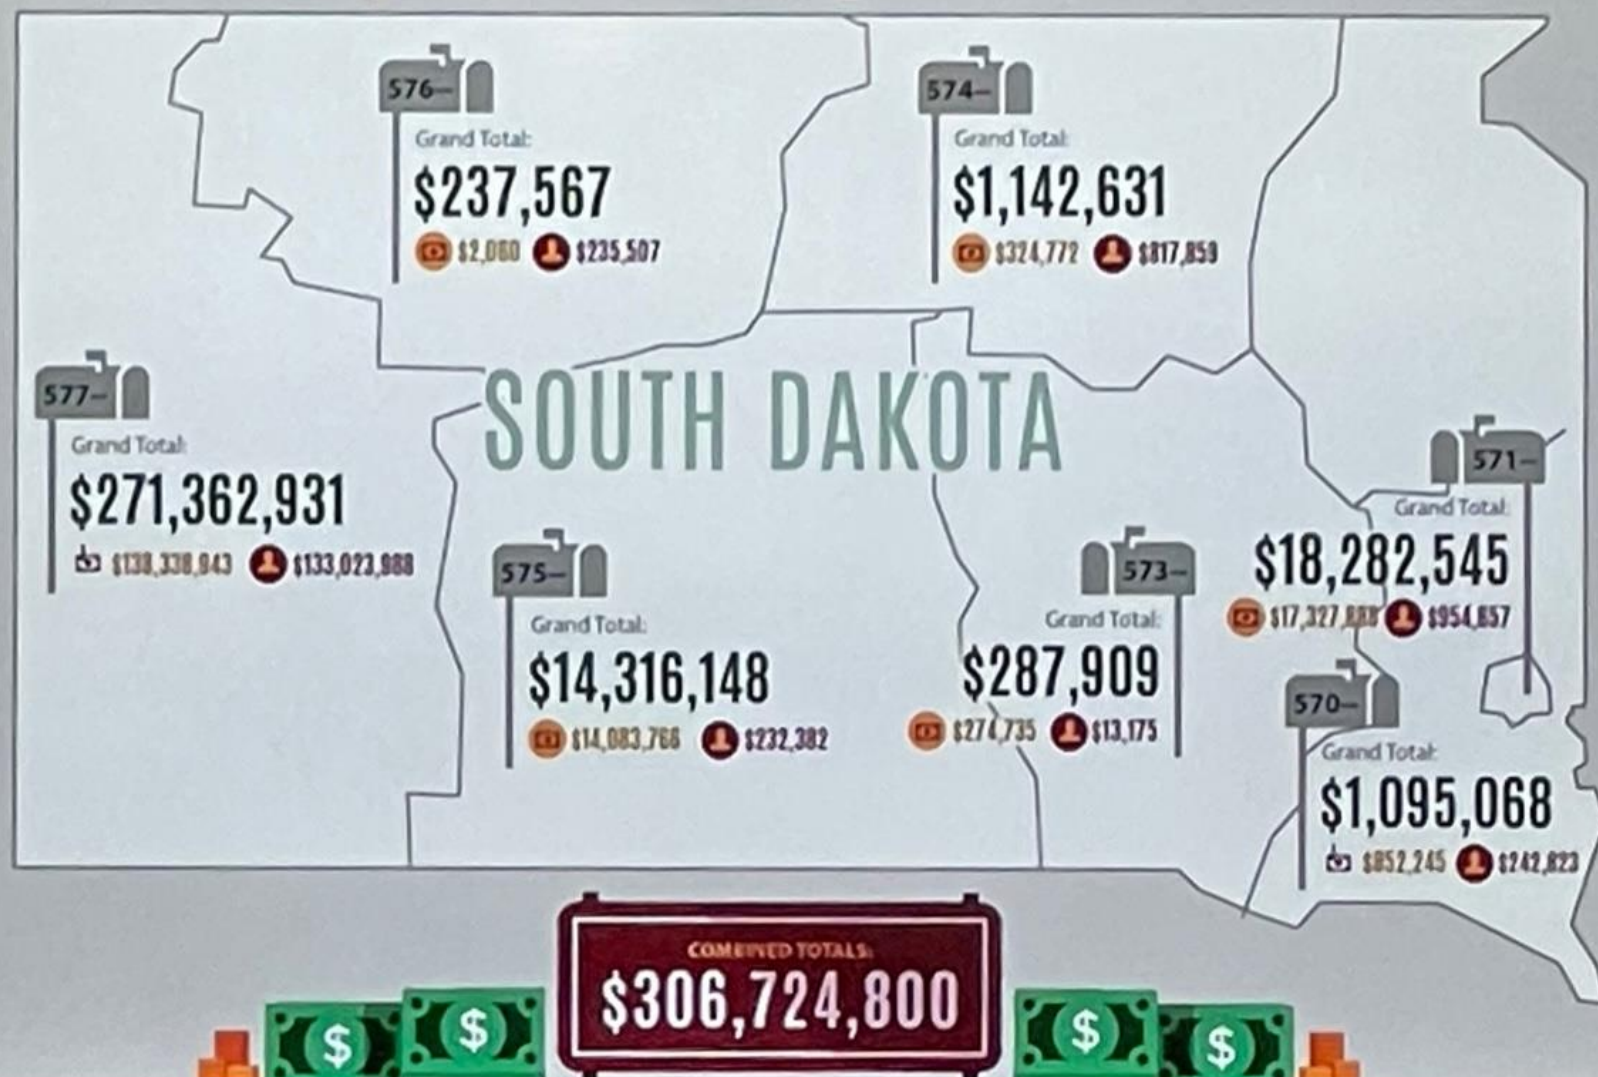 576–
Grand Total:
$237,567
$2,060 $235,507
574–
Grand Total:
$1,142,631
$324,772 $817,859
SOUTH DAKOTA
577–
Grand Total:
$271,362,931
$138,338,943 $133,023,988
575–
Grand Total:
$14,316,148
$14,083,766 $232,382
573–
Grand Total:
$287,909
$274,735 $13,175
571–
Grand Total:
$18,282,545
$17,327,888 $954,657
570–
Grand Total:
$1,095,068
$852,245 $242,823
COMBINED TOTALS:
$306,724,800
$ $ $ $